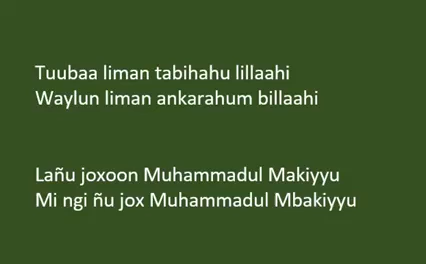 Tuubaa liman tabihahu lillaahi
Waylun liman ankarahum billaahi
Lañu joxoon Muhammadul Makiyyu
Mi ngi ñu jox Muhammadul Mbakiyyu